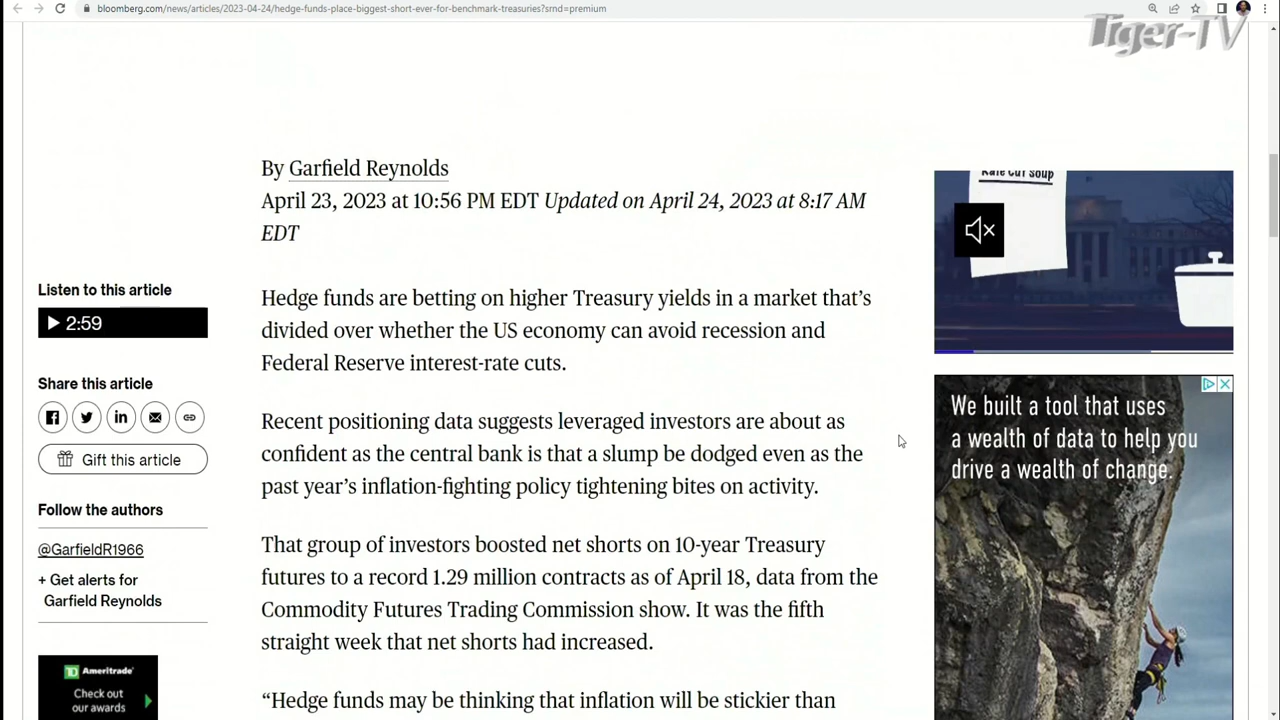 bloomberg.com/news/articles/2023-04-24/hedge-funds-place-biggest-short-ever-for-benchmark-treasuries?srnd=premium
Tiger-TV
By Garfield Reynolds
April 23, 2023 at 10:56 PM EDT Updated on April 24, 2023 at 8:17 AM
EDT
Listen to this article
2:59
Share this article
Gift this article
Follow the authors
@GarfieldR1966
+ Get alerts for
Garfield Reynolds
TD Ameritrade
Check out
our awards
Hedge funds are betting on higher Treasury yields in a market that’s
divided over whether the US economy can avoid recession and
Federal Reserve interest-rate cuts.
Recent positioning data suggests leveraged investors are about as
confident as the central bank is that a slump be dodged even as the
past year’s inflation-fighting policy tightening bites on activity.
That group of investors boosted net shorts on 10-year Treasury
futures to a record 1.29 million contracts as of April 18, data from the
Commodity Futures Trading Commission show. It was the fifth
straight week that net shorts had increased.
“Hedge funds may be thinking that inflation will be stickier than
Rate Cut Soup
We built a tool that uses
a wealth of data to help you
drive a wealth of change.